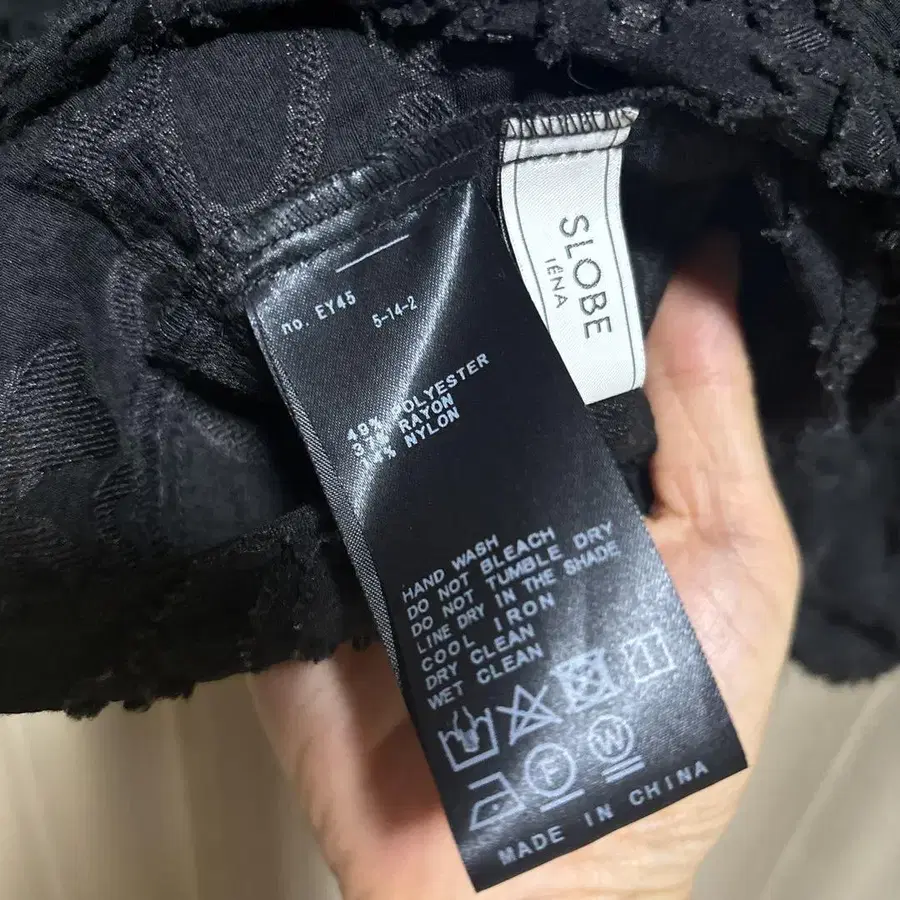 SLOBE
IÉNA
no. EY45
5-14-2
49% POLYESTER
RAYON
14% NYLON
HAND WASH
DO NOT BLEACH
DO NOT TUMBLE DRY
LINE DRY IN THE SHADE
COOL IRON
DRY CLEAN
WET CLEAN
F
W
MADE IN CHINA